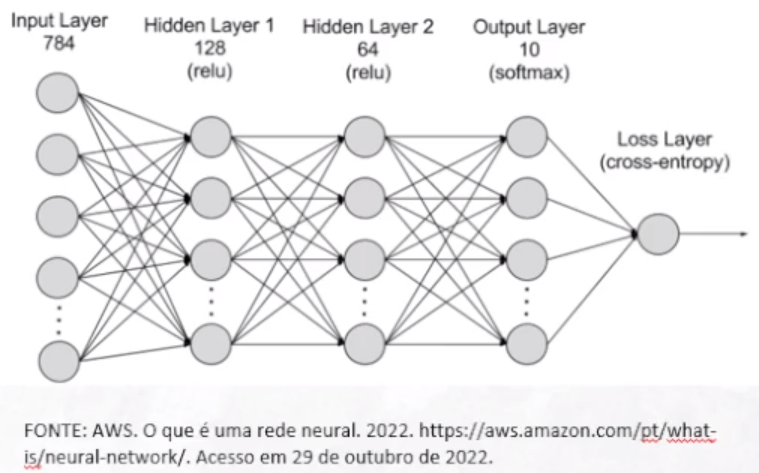 Input Layer
784
Hidden Layer 1
128
(relu)
Hidden Layer 2
64
(relu)
Output Layer
10
(softmax)
Loss Layer
(cross-entropy)
FONTE: AWS. O que é uma rede neural. 2022. https://aws.amazon.com/pt/what-
is/neural-network/. Acesso em 29 de outubro de 2022.